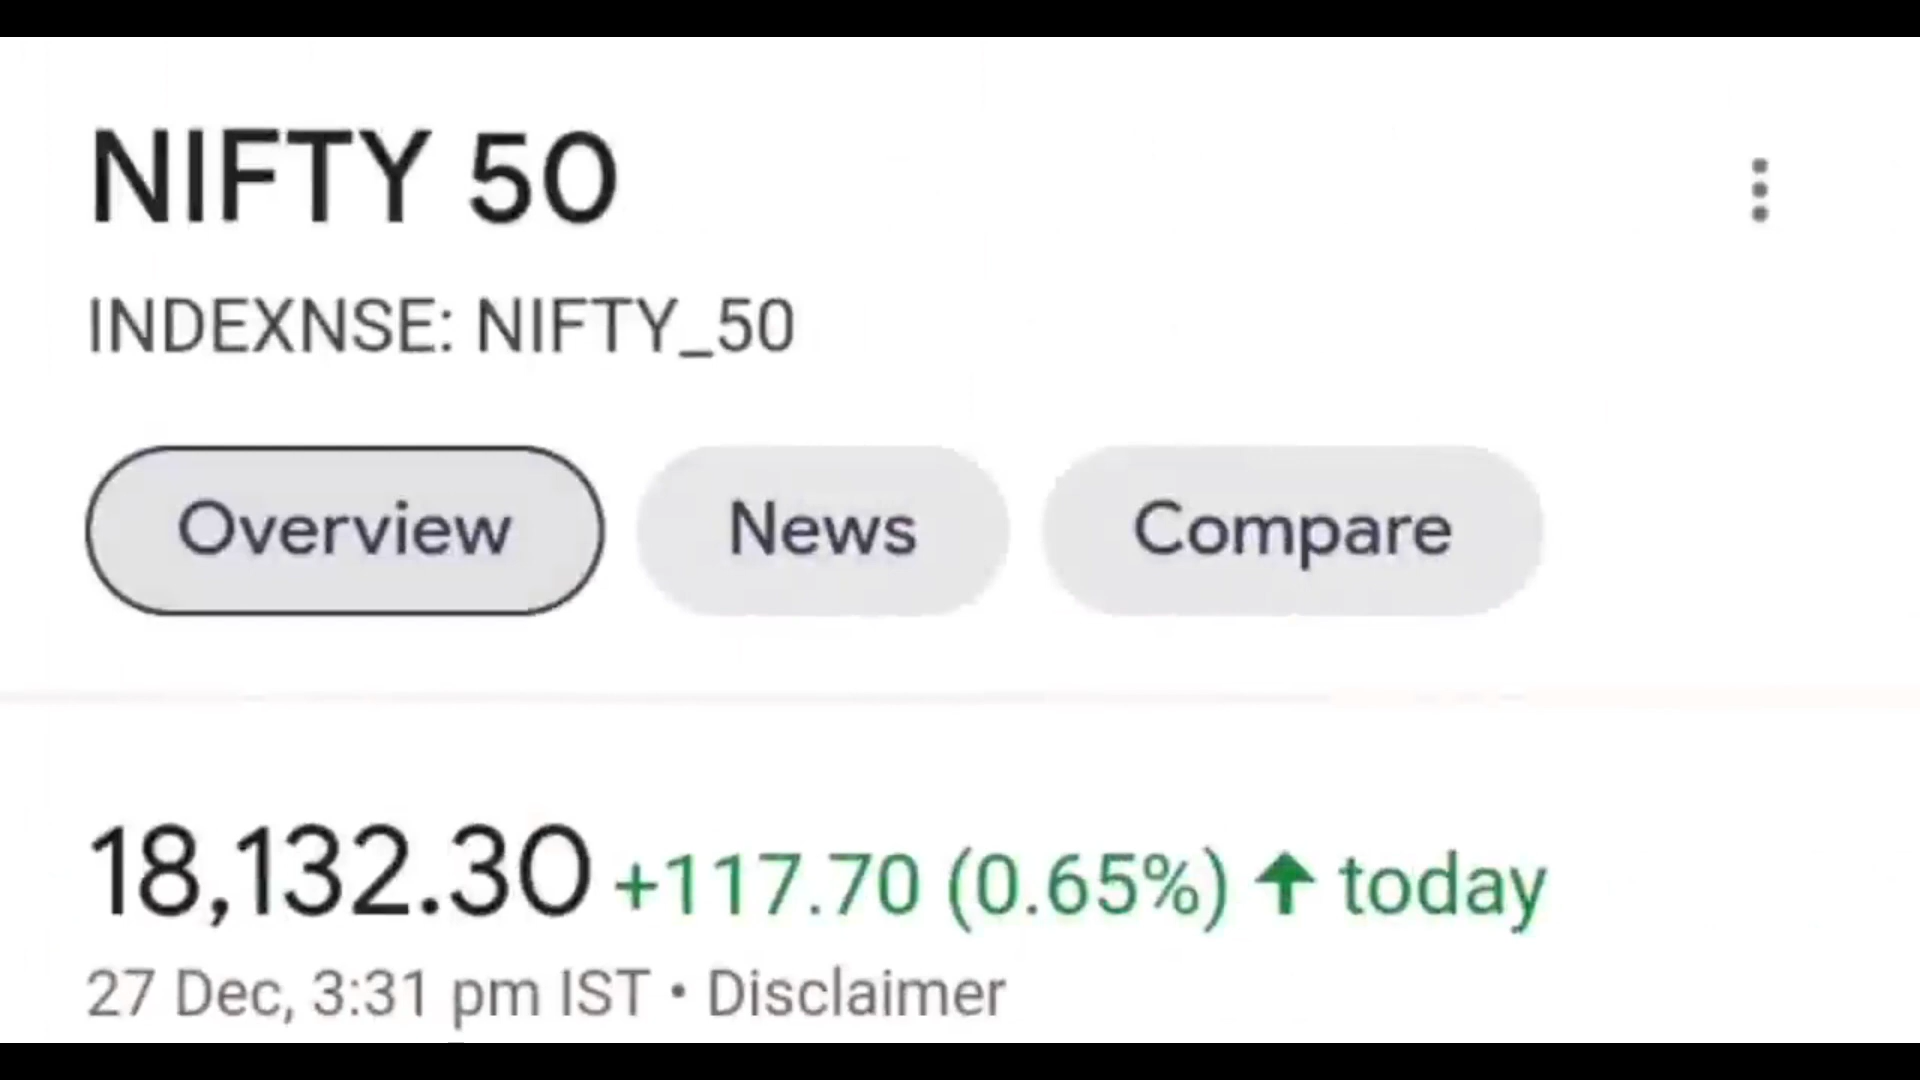 NIFTY 50
INDEXNSE: NIFTY_50
Overview News Compare
18,132.30 +117.70 (0.65%) ↑ today
27 Dec, 3:31 pm IST • Disclaimer